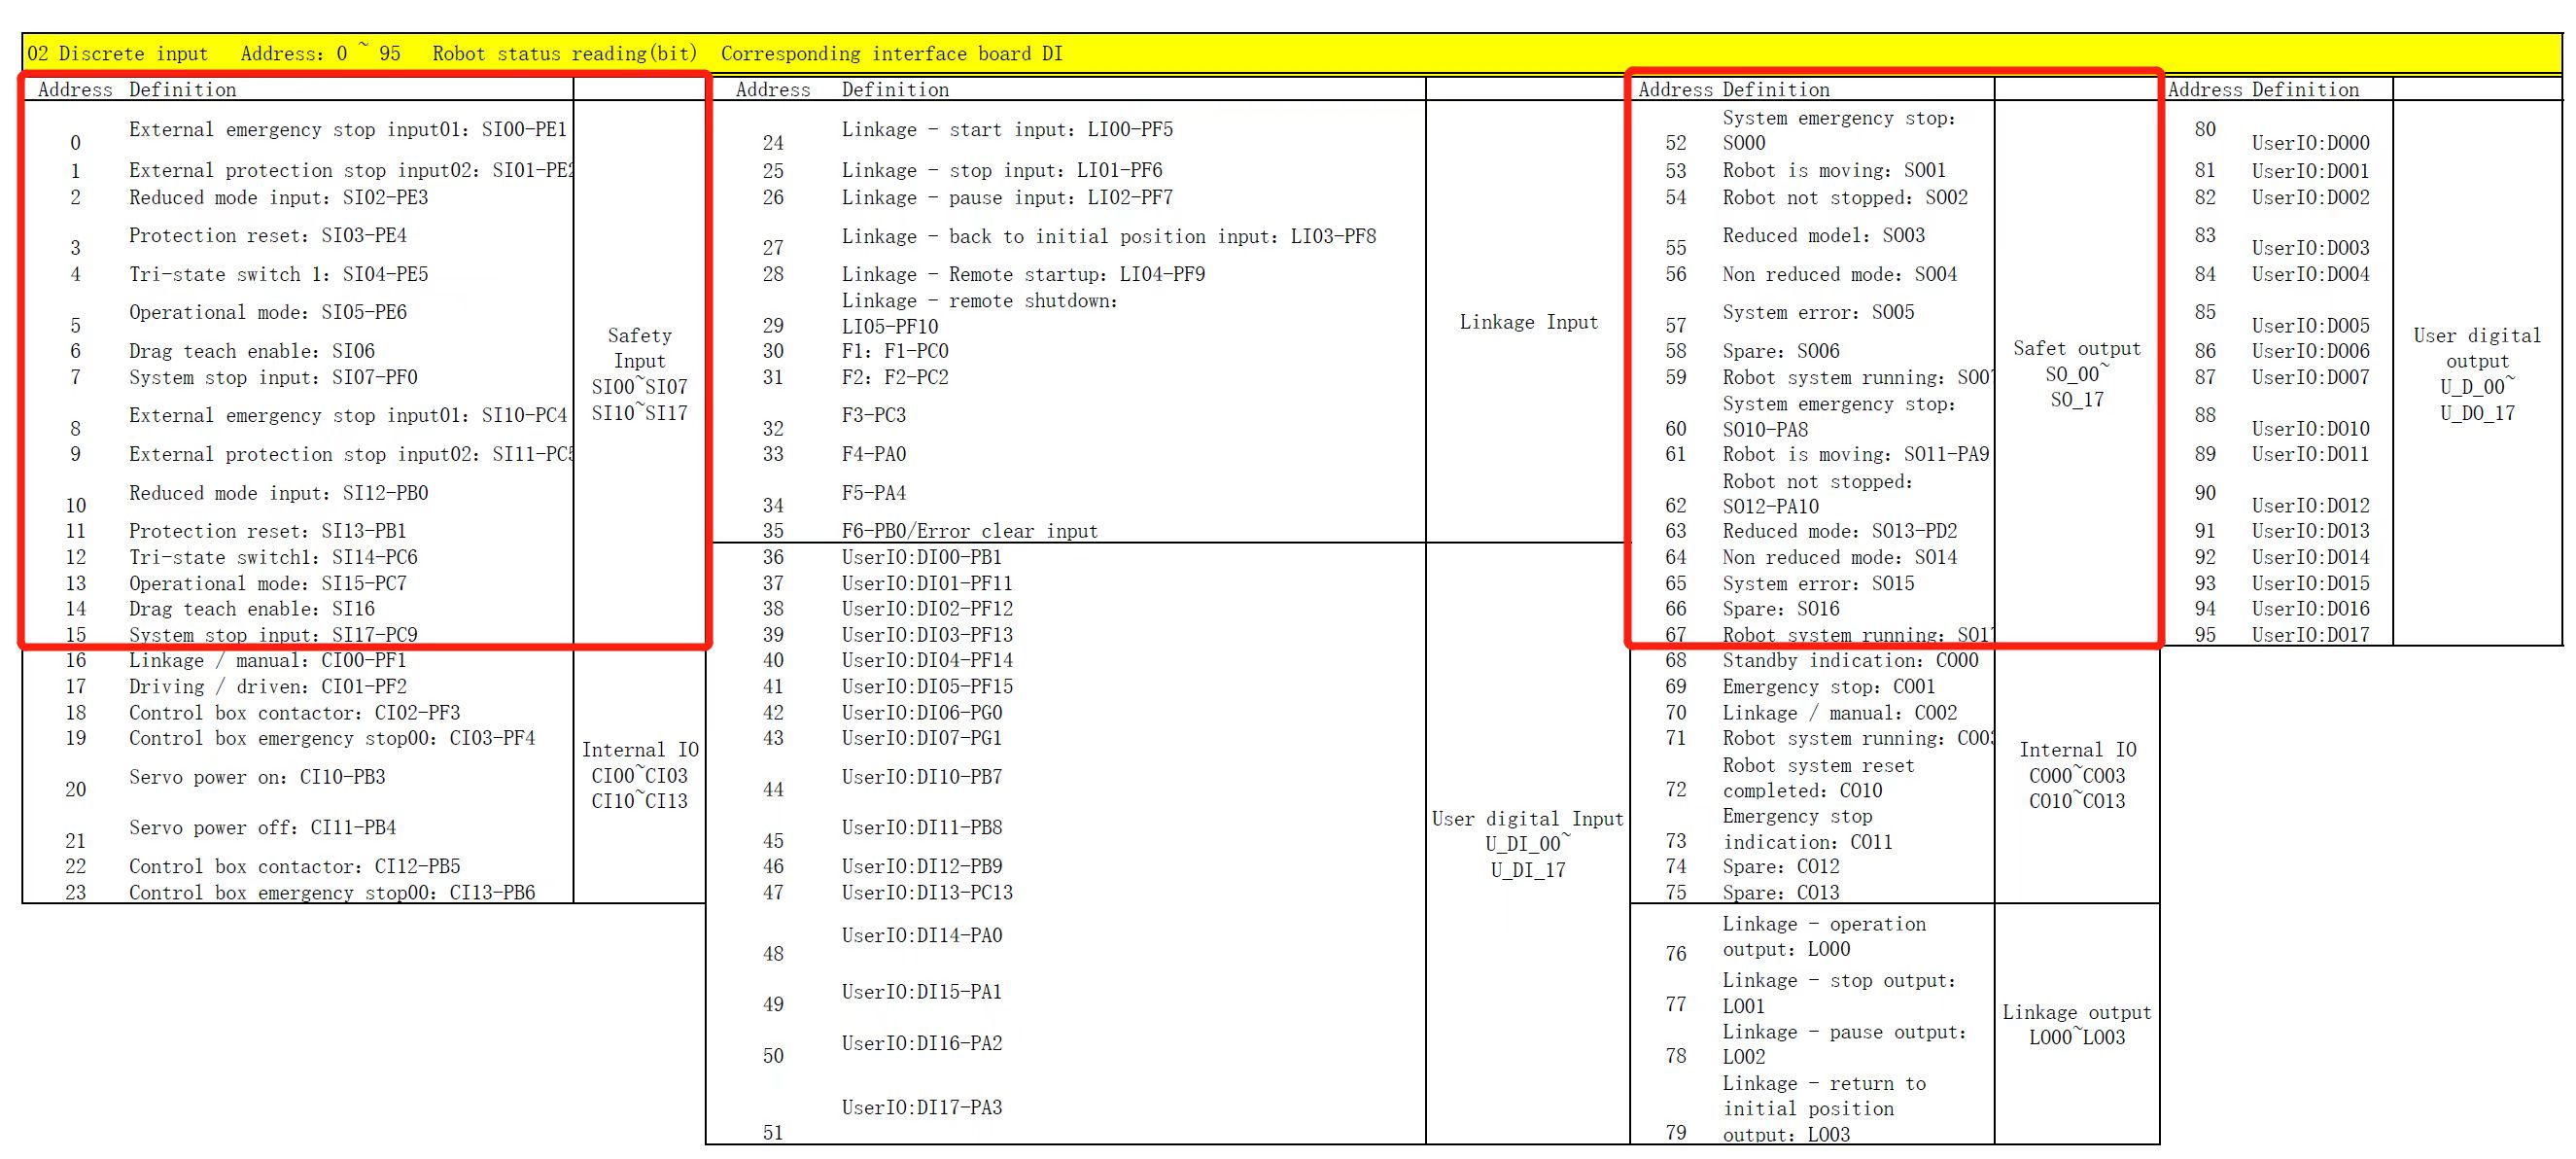 02 Discrete input   Address: 0 ~ 95   Robot status reading(bit)  Corresponding interface board DI
Address Definition
0 External emergency stop input01: SI00-PE1
1 External protection stop input02: SI01-PE2
2 Reduced mode input: SI02-PE3
3 Protection reset: SI03-PE4
4 Tri-state switch 1: SI04-PE5
5 Operational mode: SI05-PE6
6 Drag teach enable: SI06
7 System stop input: SI07-PF0
8 External emergency stop input01: SI10-PC4
9 External protection stop input02: SI11-PC5
10 Reduced mode input: SI12-PB0
11 Protection reset: SI13-PB1
12 Tri-state switch1: SI14-PC6
13 Operational mode: SI15-PC7
14 Drag teach enable: SI16
15 System stop input: SI17-PC9
Safety
Input
SI00~SI07
SI10~SI17
16 Linkage / manual: CI00-PF1
17 Driving / driven: CI01-PF2
18 Control box contactor: CI02-PF3
19 Control box emergency stop00: CI03-PF4
20 Servo power on: CI10-PB3
21 Servo power off: CI11-PB4
22 Control box contactor: CI12-PB5
23 Control box emergency stop00: CI13-PB6
Internal IO
CI00~CI03
CI10~CI13
Address Definition
24 Linkage - start input: LI00-PF5
25 Linkage - stop input: LI01-PF6
26 Linkage - pause input: LI02-PF7
27 Linkage - back to initial position input: LI03-PF8
28 Linkage - Remote startup: LI04-PF9
Linkage - remote shutdown:
29 LI05-PF10
30 F1: F1-PC0
31 F2: F2-PC2
32 F3-PC3
33 F4-PA0
34 F5-PA4
35 F6-PB0/Error clear input
Linkage Input
36 UserIO:DI00-PB1
37 UserIO:DI01-PF11
38 UserIO:DI02-PF12
39 UserIO:DI03-PF13
40 UserIO:DI04-PF14
41 UserIO:DI05-PF15
42 UserIO:DI06-PG0
43 UserIO:DI07-PG1
44 UserIO:DI10-PB7
45 UserIO:DI11-PB8
46 UserIO:DI12-PB9
47 UserIO:DI13-PC13
48 UserIO:DI14-PA0
49 UserIO:DI15-PA1
50 UserIO:DI16-PA2
51 UserIO:DI17-PA3
User digital Input
U_DI_00~
U_DI_17
Address Definition
System emergency stop:
52 SO00
53 Robot is moving: SO01
54 Robot not stopped: SO02
55 Reduced model: SO03
56 Non reduced mode: SO04
57 System error: SO05
58 Spare: SO06
59 Robot system running: SO07
System emergency stop:
60 SO10-PA8
61 Robot is moving: SO11-PA9
Robot not stopped:
62 SO12-PA10
63 Reduced mode: SO13-PD2
64 Non reduced mode: SO14
65 System error: SO15
66 Spare: SO16
67 Robot system running: SO17
Safet output
SO_00~
SO_17
68 Standby indication: CO00
69 Emergency stop: CO01
70 Linkage / manual: CO02
71 Robot system running: CO03
Robot system reset
72 completed: CO10
Emergency stop
73 indication: CO11
74 Spare: CO12
75 Spare: CO13
Internal IO
CO00~CO03
CO10~CO13
Linkage - operation
76 output: LO00
Linkage - stop output:
77 LO01
Linkage - pause output:
78 LO02
Linkage - return to
initial position
79 output: LO03
Linkage output
LO00~LO03
Address Definition
80 UserIO:DO00
81 UserIO:DO01
82 UserIO:DO02
83 UserIO:DO03
84 UserIO:DO04
85 UserIO:DO05
86 UserIO:DO06
87 UserIO:DO07
88 UserIO:DO10
89 UserIO:DO11
90 UserIO:DO12
91 UserIO:DO13
92 UserIO:DO14
93 UserIO:DO15
94 UserIO:DO16
95 UserIO:DO17
User digital
output
U_D_00~
U_DO_17